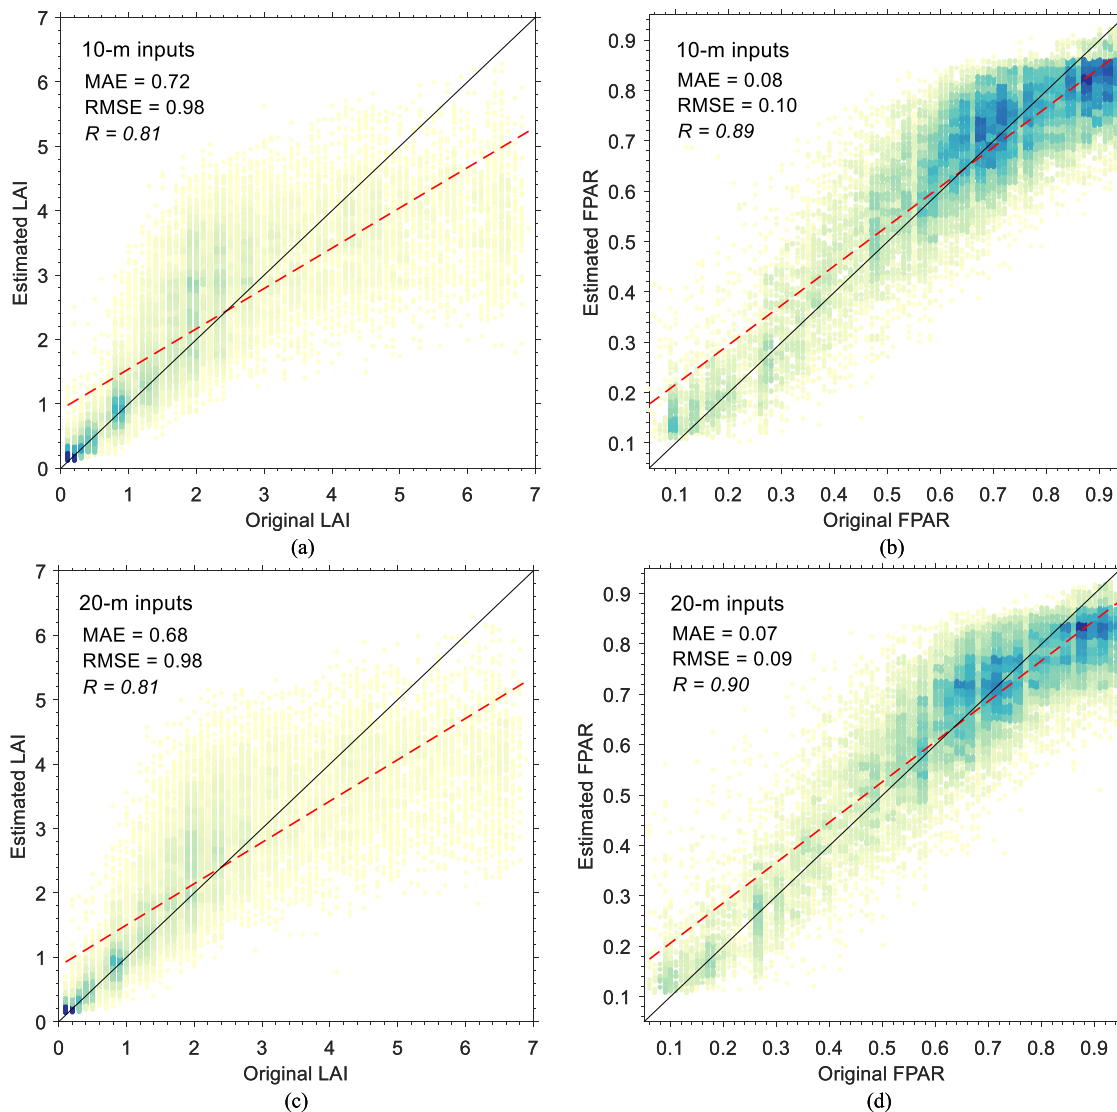 7
6
5
4
3
2
1
0
10-m inputs
MAE = 0.72
RMSE = 0.98
R = 0.81
Estimated LAI
0 1 2 3 4 5 6 7
Original LAI
(a)
0.9
0.8
0.7
0.6
0.5
0.4
0.3
0.2
0.1
10-m inputs
MAE = 0.08
RMSE = 0.10
R = 0.89
Estimated FPAR
0.1 0.2 0.3 0.4 0.5 0.6 0.7 0.8 0.9
Original FPAR
(b)
7
6
5
4
3
2
1
0
20-m inputs
MAE = 0.68
RMSE = 0.98
R = 0.81
Estimated LAI
0 1 2 3 4 5 6 7
Original LAI
(c)
0.9
0.8
0.7
0.6
0.5
0.4
0.3
0.2
0.1
20-m inputs
MAE = 0.07
RMSE = 0.09
R = 0.90
Estimated FPAR
0.1 0.2 0.3 0.4 0.5 0.6 0.7 0.8 0.9
Original FPAR
(d)